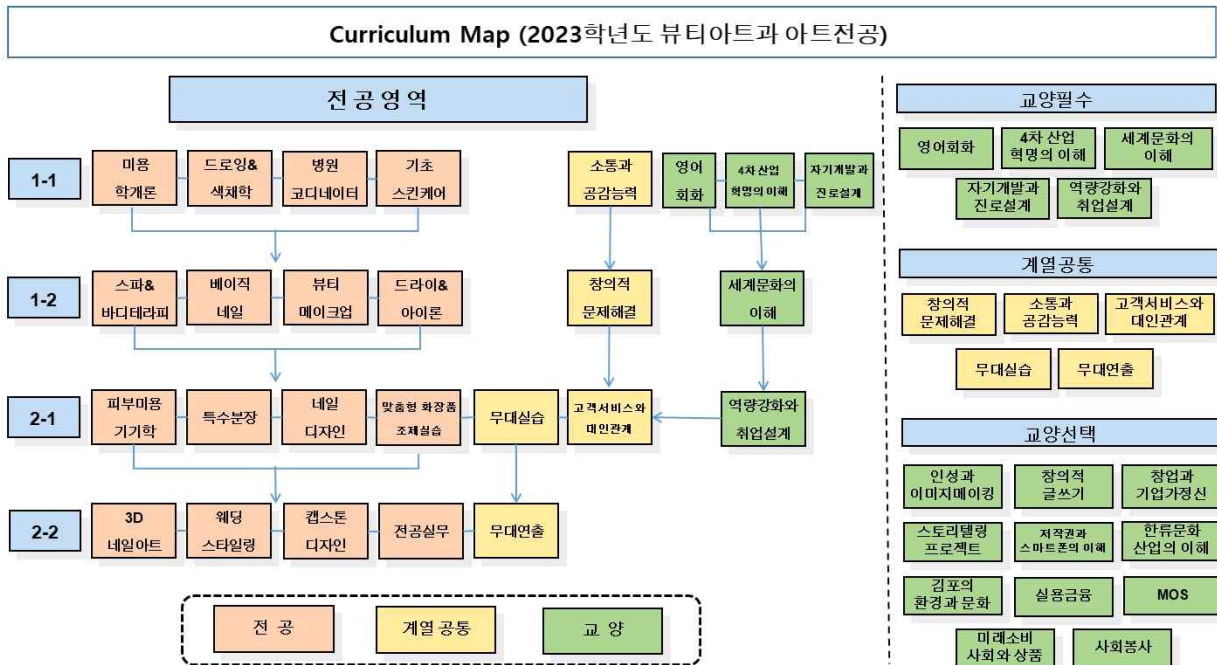 Curriculum Map (2023학년도 뷰티아트과 아트전공)
전공영역
1-1
미용
학개론
드로잉&
색채학
병원
코디네이터
기초
스킨케어
소통과
공감능력
영어
회화
4차 산업
혁명의 이해
자기개발과
진로설계
1-2
스파&
바디테라피
베이직
네일
뷰티
메이크업
드라이&
아이론
창의적
문제해결
세계문화의
이해
2-1
피부미용
기기학
특수분장
네일
디자인
맞춤형 화장품
조제실습
무대실습
고객서비스와
대인관계
역량강화와
취업설계
2-2
3D
네일아트
웨딩
스타일링
캡스톤
디자인
전공실무
무대연출
전 공
계열 공통
교 양
교양필수
영어회화
4차 산업
혁명의 이해
세계문화의
이해
자기개발과
진로설계
역량강화와
취업설계
계열공통
창의적
문제해결
소통과
공감능력
고객서비스와
대인관계
무대실습
무대연출
교양선택
인성과
이미지메이킹
창의적
글쓰기
창업과
기업가정신
스토리텔링
프로젝트
저작권과
스마트폰의 이해
한류문화
산업의 이해
김포의
환경과 문화
실용금융
MOS
미래소비
사회와 상품
사회봉사